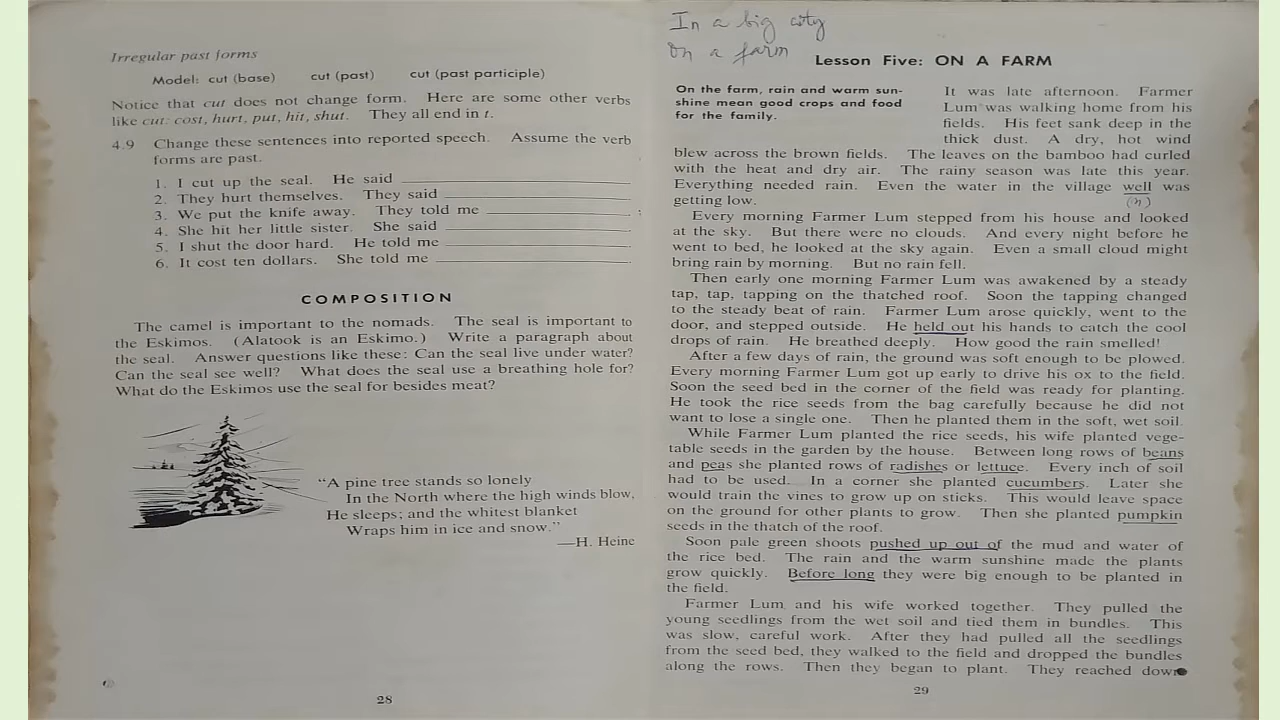 Irregular past forms
Model: cut (base) cut (past) cut (past participle)
Notice that cut does not change form. Here are some other verbs
like cut: cost, hurt, put, hit, shut. They all end in t.
4.9 Change these sentences into reported speech. Assume the verb
forms are past.
1. I cut up the seal. He said
2. They hurt themselves. They said
3. We put the knife away. They told me
4. She hit her little sister. She said
5. I shut the door hard. He told me
6. It cost ten dollars. She told me
COMPOSITION
The camel is important to the nomads. The seal is important to
the Eskimos. (Alatook is an Eskimo.) Write a paragraph about
the seal. Answer questions like these: Can the seal live under water?
Can the seal see well? What does the seal use a breathing hole for?
What do the Eskimos use the seal for besides meat?
“A pine tree stands so lonely
In the North where the high winds blow,
He sleeps; and the whitest blanket
Wraps him in ice and snow.”
—H. Heine
28
In a big city
On a farm
Lesson Five: ON A FARM
On the farm, rain and warm sun-
shine mean good crops and food
for the family.
It was late afternoon. Farmer
Lum was walking home from his
fields. His feet sank deep in the
thick dust. A dry, hot wind
blew across the brown fields. The leaves on the bamboo had curled
with the heat and dry air. The rainy season was late this year.
Everything needed rain. Even the water in the village well was
getting low.
(n)
Every morning Farmer Lum stepped from his house and looked
at the sky. But there were no clouds. And every night before he
went to bed, he looked at the sky again. Even a small cloud might
bring rain by morning. But no rain fell.
Then early one morning Farmer Lum was awakened by a steady
tap, tap, tapping on the thatched roof. Soon the tapping changed
to the steady beat of rain. Farmer Lum arose quickly, went to the
door, and stepped outside. He held out his hands to catch the cool
drops of rain. He breathed deeply. How good the rain smelled!
After a few days of rain, the ground was soft enough to be plowed.
Every morning Farmer Lum got up early to drive his ox to the field.
Soon the seed bed in the corner of the field was ready for planting.
He took the rice seeds from the bag carefully because he did not
want to lose a single one. Then he planted them in the soft, wet soil.
While Farmer Lum planted the rice seeds, his wife planted vege-
table seeds in the garden by the house. Between long rows of beans
and peas she planted rows of radishes or lettuce. Every inch of soil
had to be used. In a corner she planted cucumbers. Later she
would train the vines to grow up on sticks. This would leave space
on the ground for other plants to grow. Then she planted pumpkin
seeds in the thatch of the roof.
Soon pale green shoots pushed up out of the mud and water of
the rice bed. The rain and the warm sunshine made the plants
grow quickly. Before long they were big enough to be planted in
the field.
Farmer Lum and his wife worked together. They pulled the
young seedlings from the wet soil and tied them in bundles. This
was slow, careful work. After they had pulled all the seedlings
from the seed bed, they walked to the field and dropped the bundles
along the rows. Then they began to plant. They reached down
29